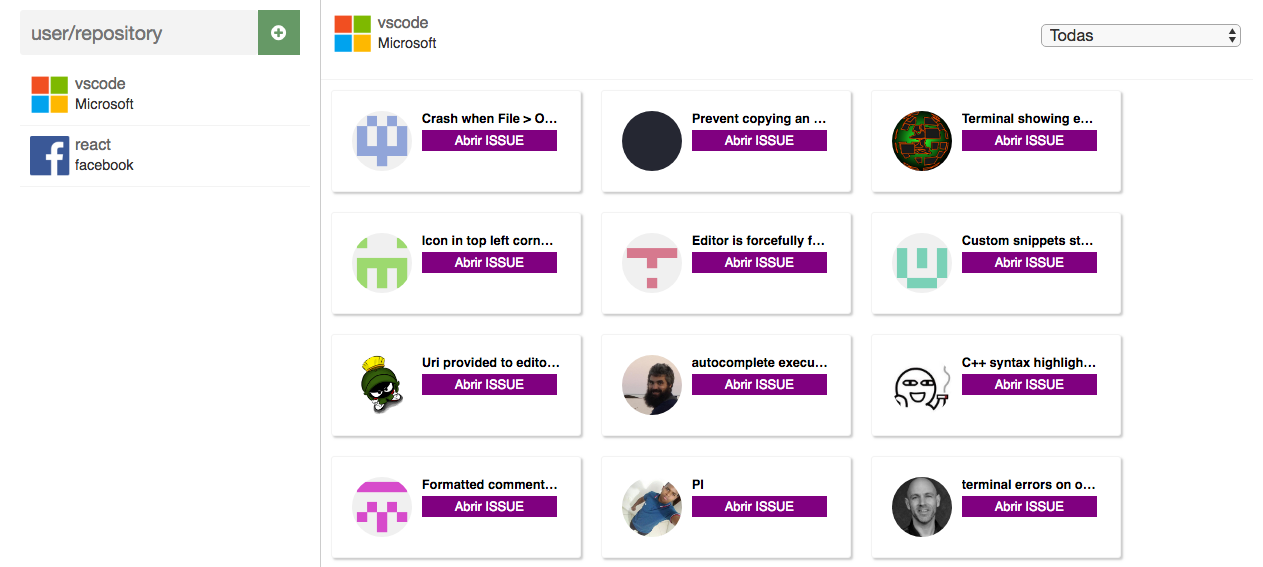 user/repository
vscode
Microsoft
react
facebook
vscode
Microsoft
Todas
Crash when File > O...
Abrir ISSUE
Prevent copying an ...
Abrir ISSUE
Terminal showing e...
Abrir ISSUE
Icon in top left corn...
Abrir ISSUE
Editor is forcefully f...
Abrir ISSUE
Custom snippets st...
Abrir ISSUE
Uri provided to edito...
Abrir ISSUE
autocomplete execu...
Abrir ISSUE
C++ syntax highligh...
Abrir ISSUE
Formatted comment...
Abrir ISSUE
PI
Abrir ISSUE
terminal errors on o...
Abrir ISSUE